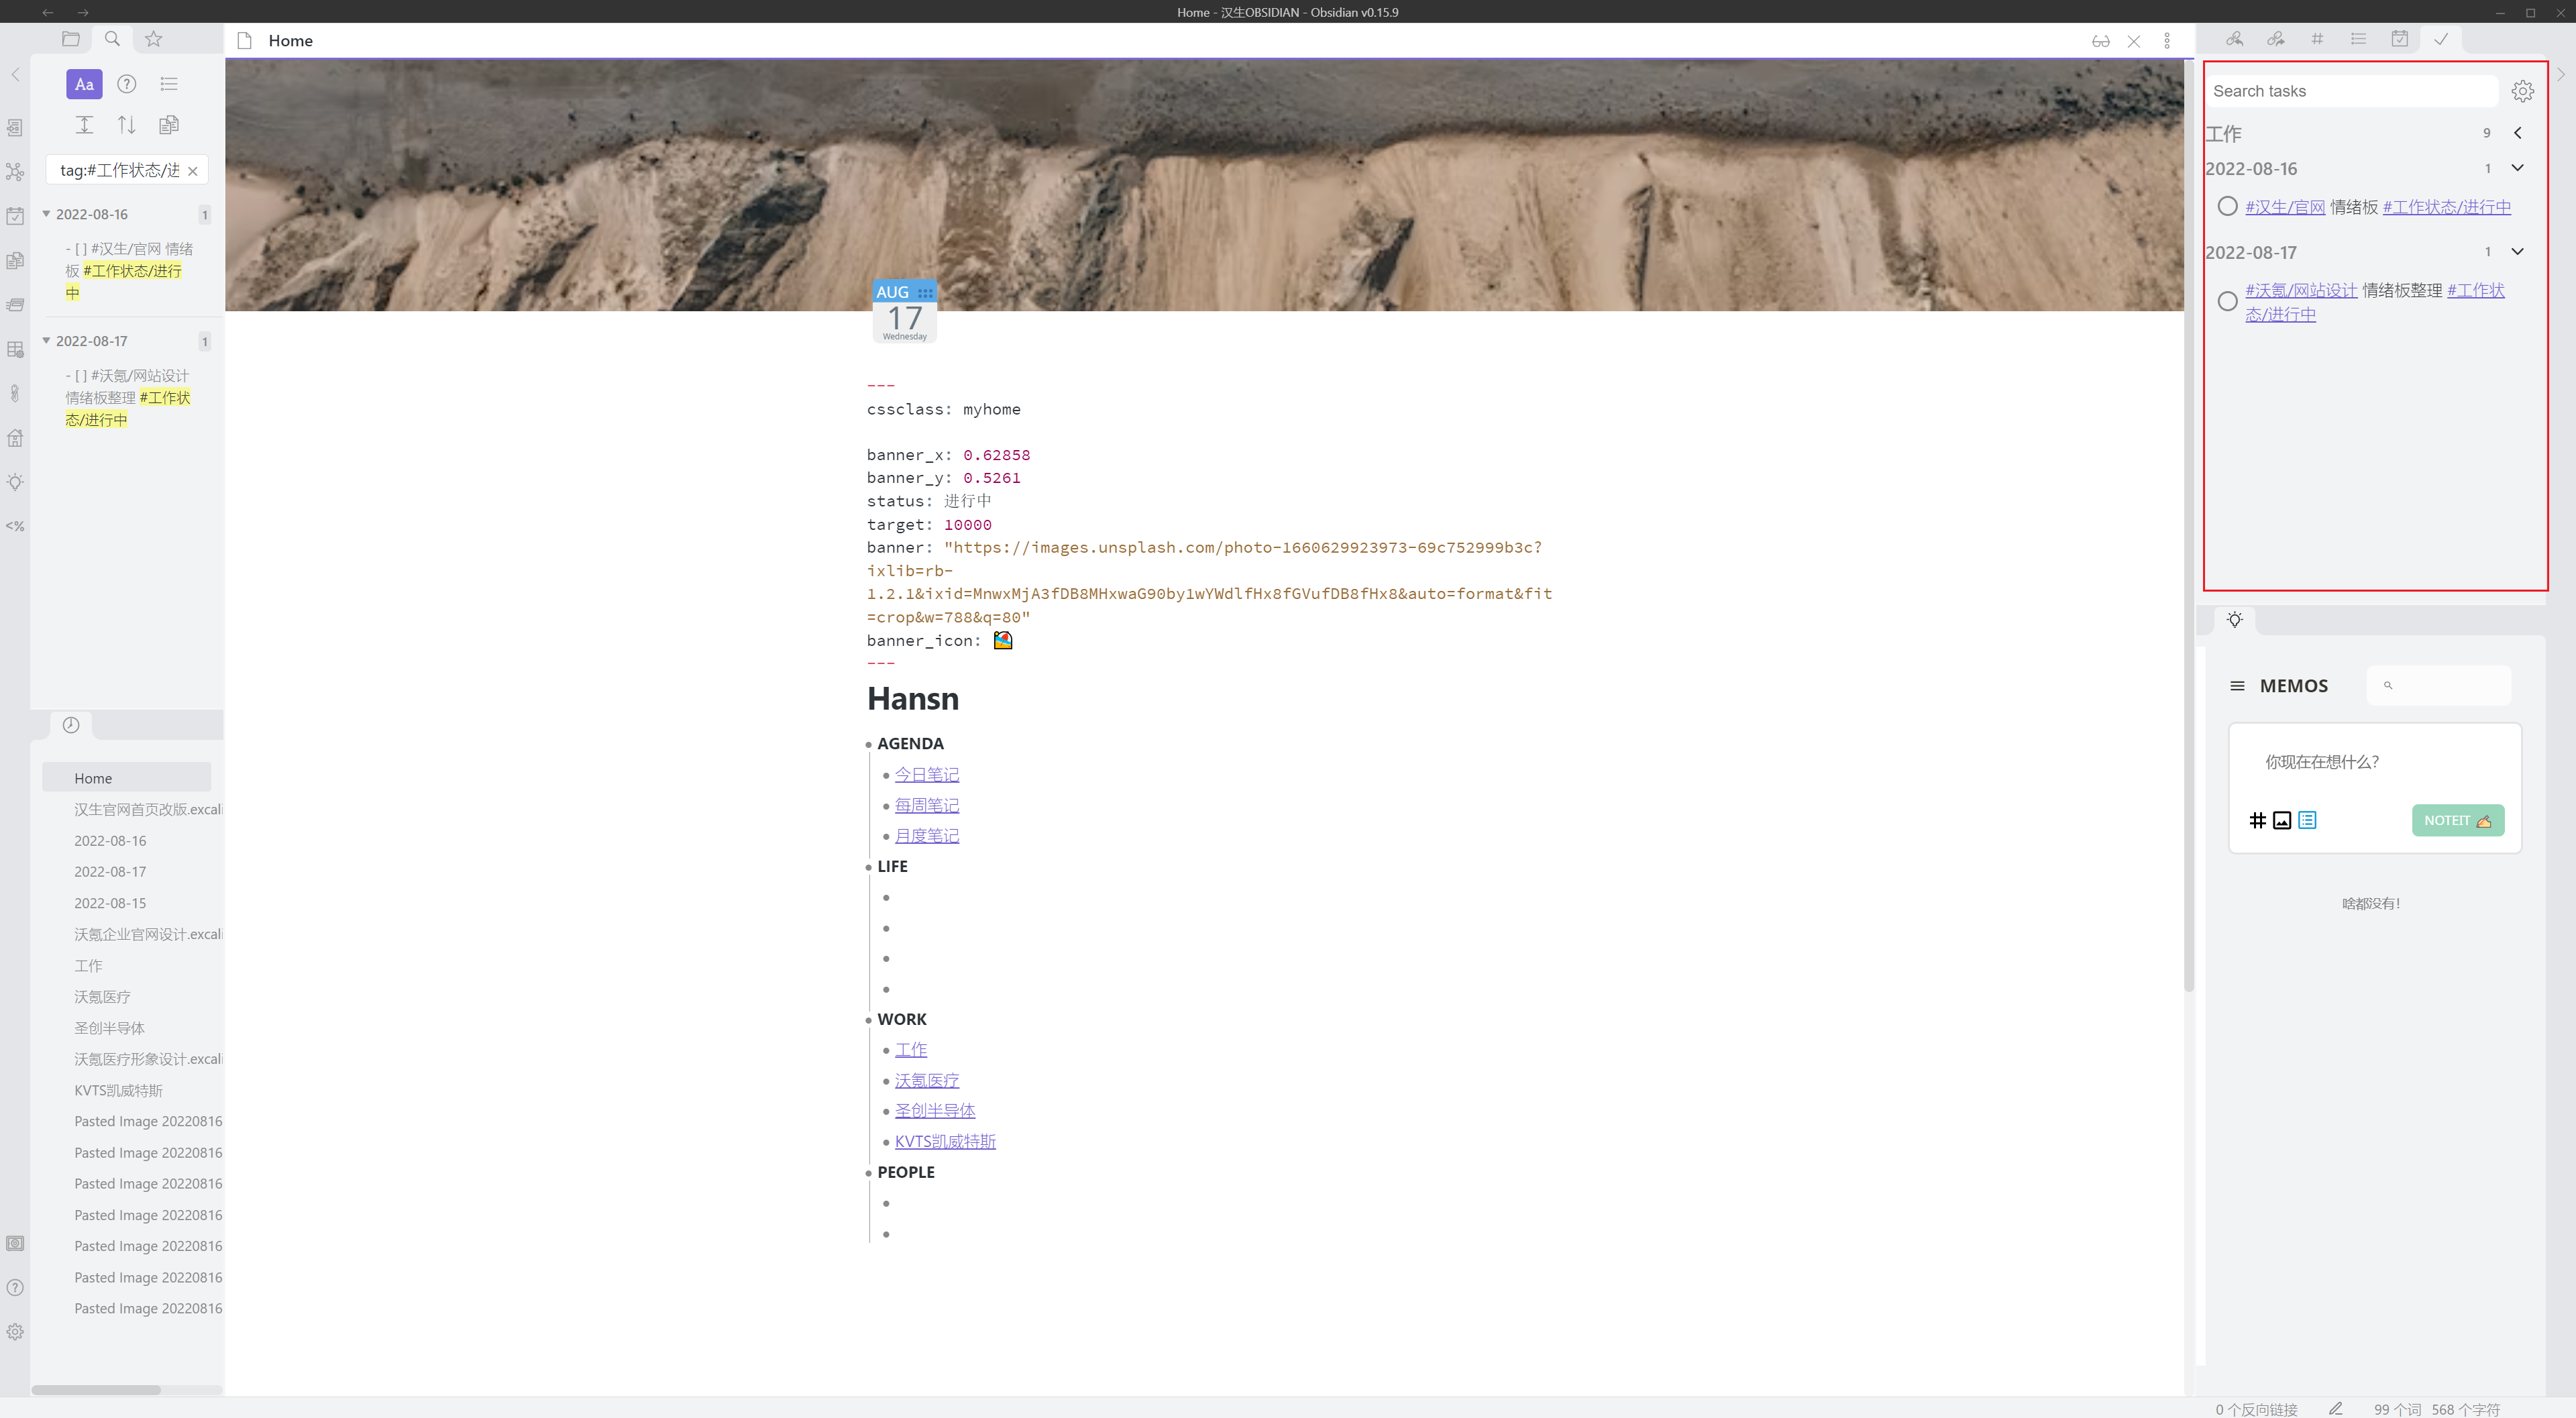 Home - 汉生OBSIDIAN - Obsidian v0.15.9
Home
Aa
tag:#工作状态/进
2022-08-16
1
- [ ] #汉生/官网 情绪
板 #工作状态/进行
中
2022-08-17
1
- [ ] #沃氪/网站设计
情绪板整理 #工作状
态/进行中
<%
Home
汉生官网首页改版.excali
2022-08-16
2022-08-17
2022-08-15
沃氪企业官网设计.excali
工作
沃氪医疗
圣创半导体
沃氪医疗形象设计.excali
KVTS凯威特斯
Pasted Image 20220816
Pasted Image 20220816
Pasted Image 20220816
Pasted Image 20220816
Pasted Image 20220816
Pasted Image 20220816
Pasted Image 20220816
AUG
17
Wednesday
---
cssclass: myhome
banner_x: 0.62858
banner_y: 0.5261
status: 进行中
target: 10000
banner: "https://images.unsplash.com/photo-1660629923973-69c752999b3c?
ixlib=rb-
1.2.1&ixid=MnwxMjA3fDB8MHxwaG90by1wYWdlfHx8fGVufDB8fHx8&auto=format&fit
=crop&w=788&q=80"
banner_icon:
---
Hansn
AGENDA
今日笔记
每周笔记
月度笔记
LIFE
WORK
工作
沃氪医疗
圣创半导体
KVTS凯威特斯
PEOPLE
Search tasks
工作
9
2022-08-16
1
#汉生/官网 情绪板 #工作状态/进行中
2022-08-17
1
#沃氪/网站设计 情绪板整理 #工作状
态/进行中
MEMOS
你现在在想什么?
NOTEIT
啥都没有!
0 个反向链接
99 个词
568 个字符